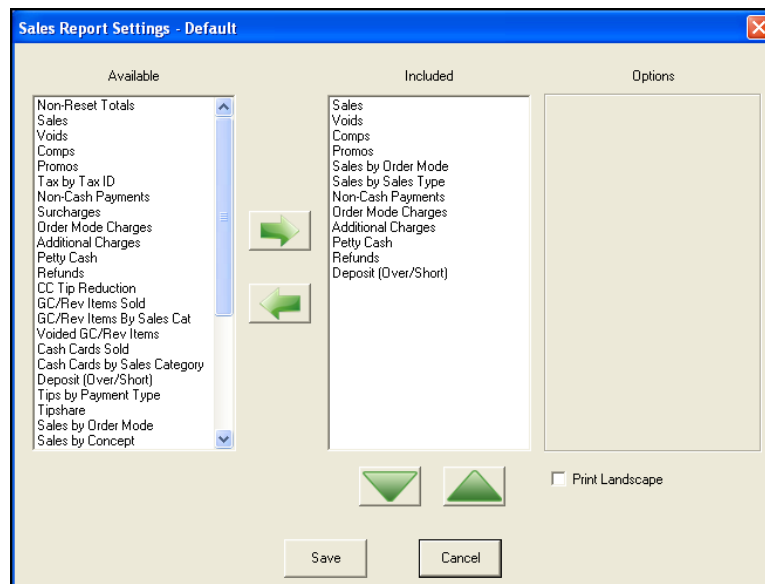 Sales Report Settings - Default
Available
Included
Options
Non-Reset Totals
Sales
Voids
Comps
Promos
Tax by Tax ID
Non-Cash Payments
Surcharges
Order Mode Charges
Additional Charges
Petty Cash
Refunds
CC Tip Reduction
GC/Rev Items Sold
GC/Rev Items By Sales Cat
Voided GC/Rev Items
Cash Cards Sold
Cash Cards by Sales Category
Deposit (Over/Short)
Tips by Payment Type
Tipshare
Sales by Order Mode
Sales by Concept
Sales
Voids
Comps
Promos
Sales by Order Mode
Sales by Sales Type
Non-Cash Payments
Order Mode Charges
Additional Charges
Petty Cash
Refunds
Deposit (Over/Short)
Print Landscape
Save
Cancel